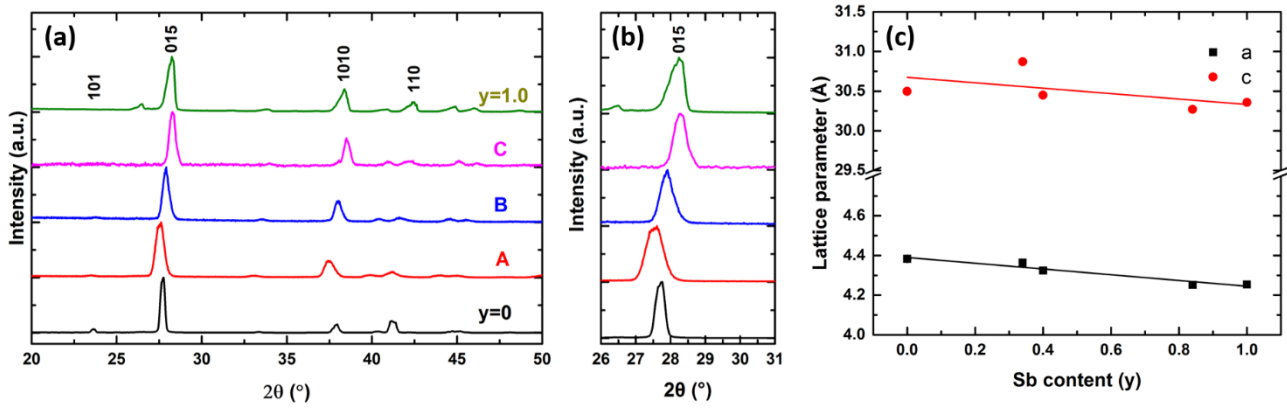 (a)
Intensity (a.u.)
101
015
1010
110
y=1.0
C
B
A
y=0
20 25 30 35 40 45 50
2θ (°)
(b)
Intensity (a.u.)
015
26 27 28 29 30 31
2θ (°)
(c)
Lattice parameter (Å)
31.5
31.0
30.5
30.0
29.5
4.6
4.4
4.2
4.0
a
c
0.0 0.2 0.4 0.6 0.8 1.0
Sb content (y)